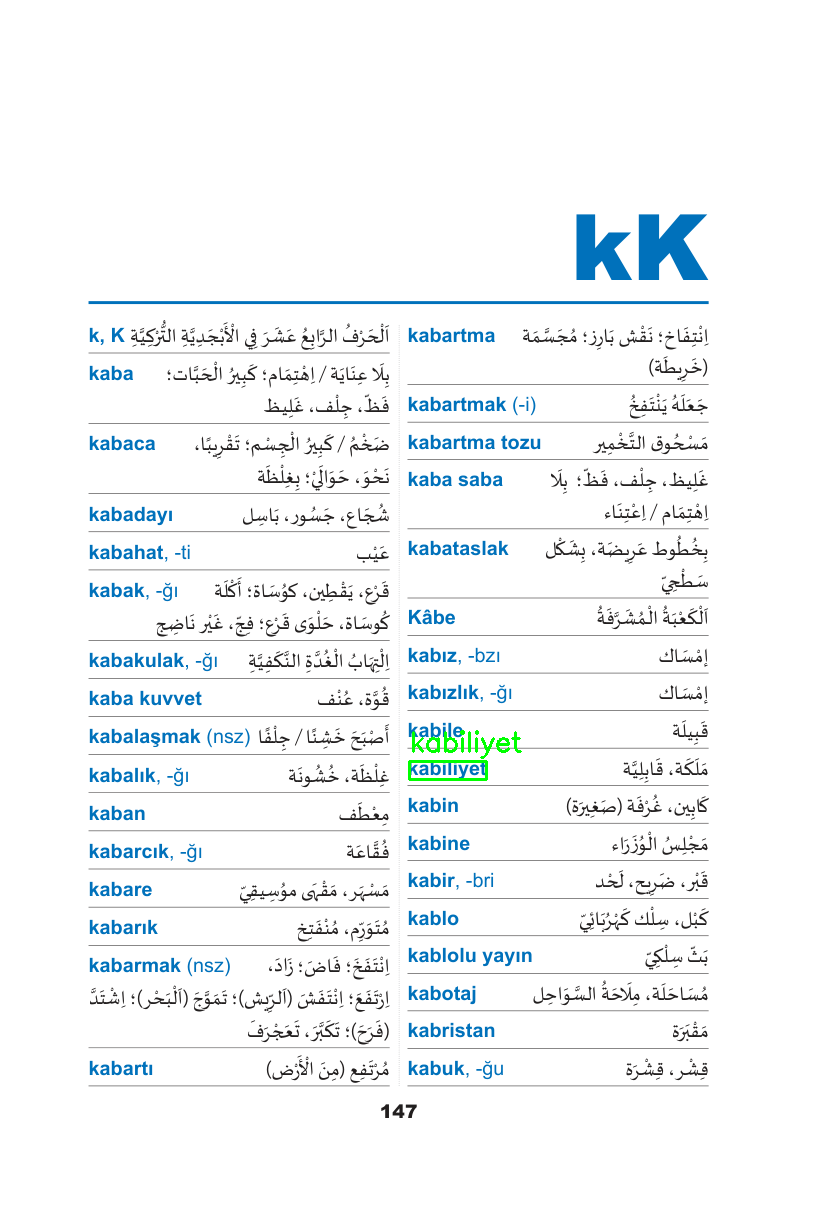 kK
k, K اَلْحَرْفُ الرَّابِعُ عَشَرَ فِي الْأَبْجَدِيَّةِ التُّرْكِيَّةِ
kaba بِلَا عِنَايَة / اِهْتِمَام؛ كَبِيرُ الْحَبَّات؛
فَظّ، جِلْف، غَلِيظ
kabaca ضَخْمُ / كَبِيرُ الْجِسْم؛ تَقْرِيبًا،
نَحْوَ، حَوَالَيْ؛ بِغِلْظَة
kabadayı شُجَاع، جَسُور، بَاسِل
kabahat, -ti عَيْب
kabak, -ğı قَرْع، يَقْطِين، كوُسَاة؛ أَكْلَة
كُوسَاة، حَلْوَى قَرْع؛ فِجّ، غَيْر نَاضِج
kabakulak, -ğı اِلْتِهَابُ الْغُدَّةِ النَّكَفِيَّةِ
kaba kuvvet قُوَّة، عُنْف
kabalaşmak (nsz) أَصْبَحَ خَشِنًا / جِلْفًا
kabalık, -ğı غِلْظَة، خُشُونَة
kaban مِعْطَف
kabarcık, -ğı فُقَّاعَة
kabare مَسْهَر، مَقْهَى موُسِيقِيّ
kabarık مُتَوَرِّم، مُنْفَتِخ
kabarmak (nsz) اِنْتَفَخَ؛ فَاضَ؛ زَادَ،
اِرْتَفَعَ؛ اِنْتَفَشَ (اَلرِّيش)؛ تَمَوَّجَ (اَلْبَحْر)؛ اِشْتَدَّ
(فَرَح)؛ تَكَبَّرَ، تَعَجْرَفَ
kabartı مُرْتَفِع (مِنَ الْأَرْض)
kabartma اِنْتِفَاخ؛ نَقْش بَارِز؛ مُجَسَّمَة
(خَرِيطَة)
kabartmak (-i) جَعَلَهُ يَنْتَفِخُ
kabartma tozu مَسْحُوق التَّخْمِير
kaba saba غَلِيظ، جِلْف، فَظّ؛ بِلَا
اِهْتِمَام / اِعْتِنَاء
kabataslak بِخُطُوط عَرِيضَة، بِشَكْل
سَطْحِيّ
Kâbe اَلْكَعْبَةُ الْمُشَرَّفَةُ
kabız, -bzı إمْسَاك
kabızlık, -ğı إمْسَاك
kabile قَبِيلَة
kabiliyet
kabiliyet مَلَكَة، قَابِلِيَّة
kabin كَابِين، غُرْفَة (صَغِيرَة)
kabine مَجْلِسُ الْوُزَرَاء
kabir, -bri قَبْر، ضَرِيح، لَحْد
kablo كَبْل، سِلْك كَهْرُبَائِيّ
kablolu yayın بَثّ سِلْكِيّ
kabotaj مُسَاحَلَة، مِلَاحَةُ السَّوَاحِل
kabristan مَقْبَرَة
kabuk, -ğu قِشْر، قِشْرَة
147